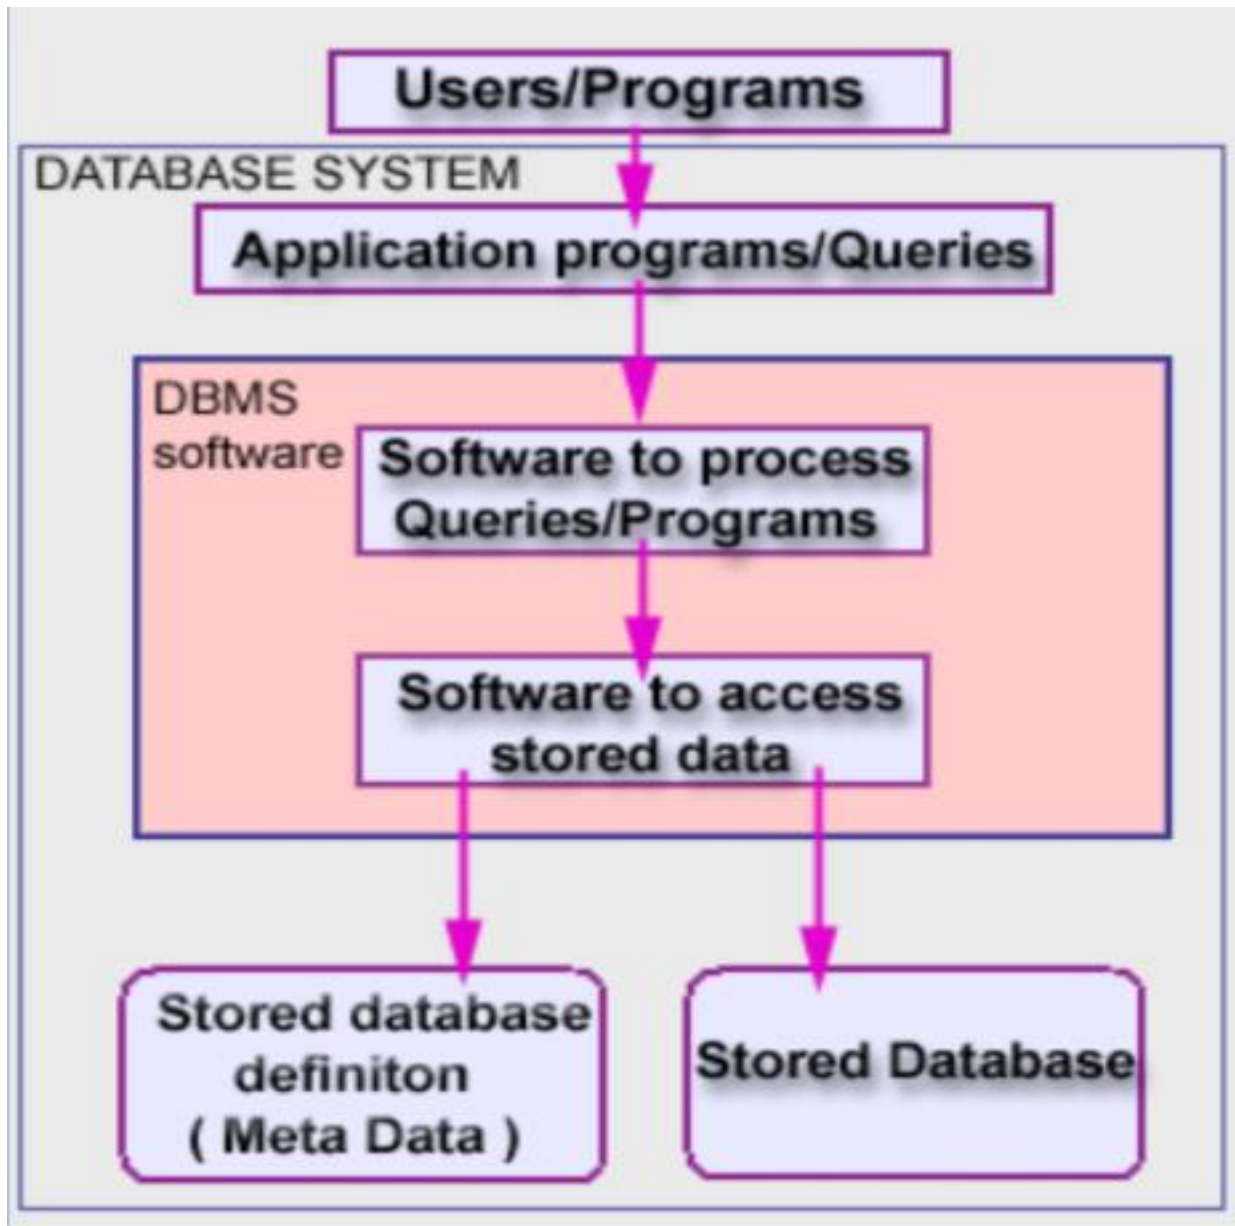 Users/Programs
DATABASE SYSTEM
Application programs/Queries
DBMS
software
Software to process
Queries/Programs
Software to access
stored data
Stored database
definiton
( Meta Data )
Stored Database